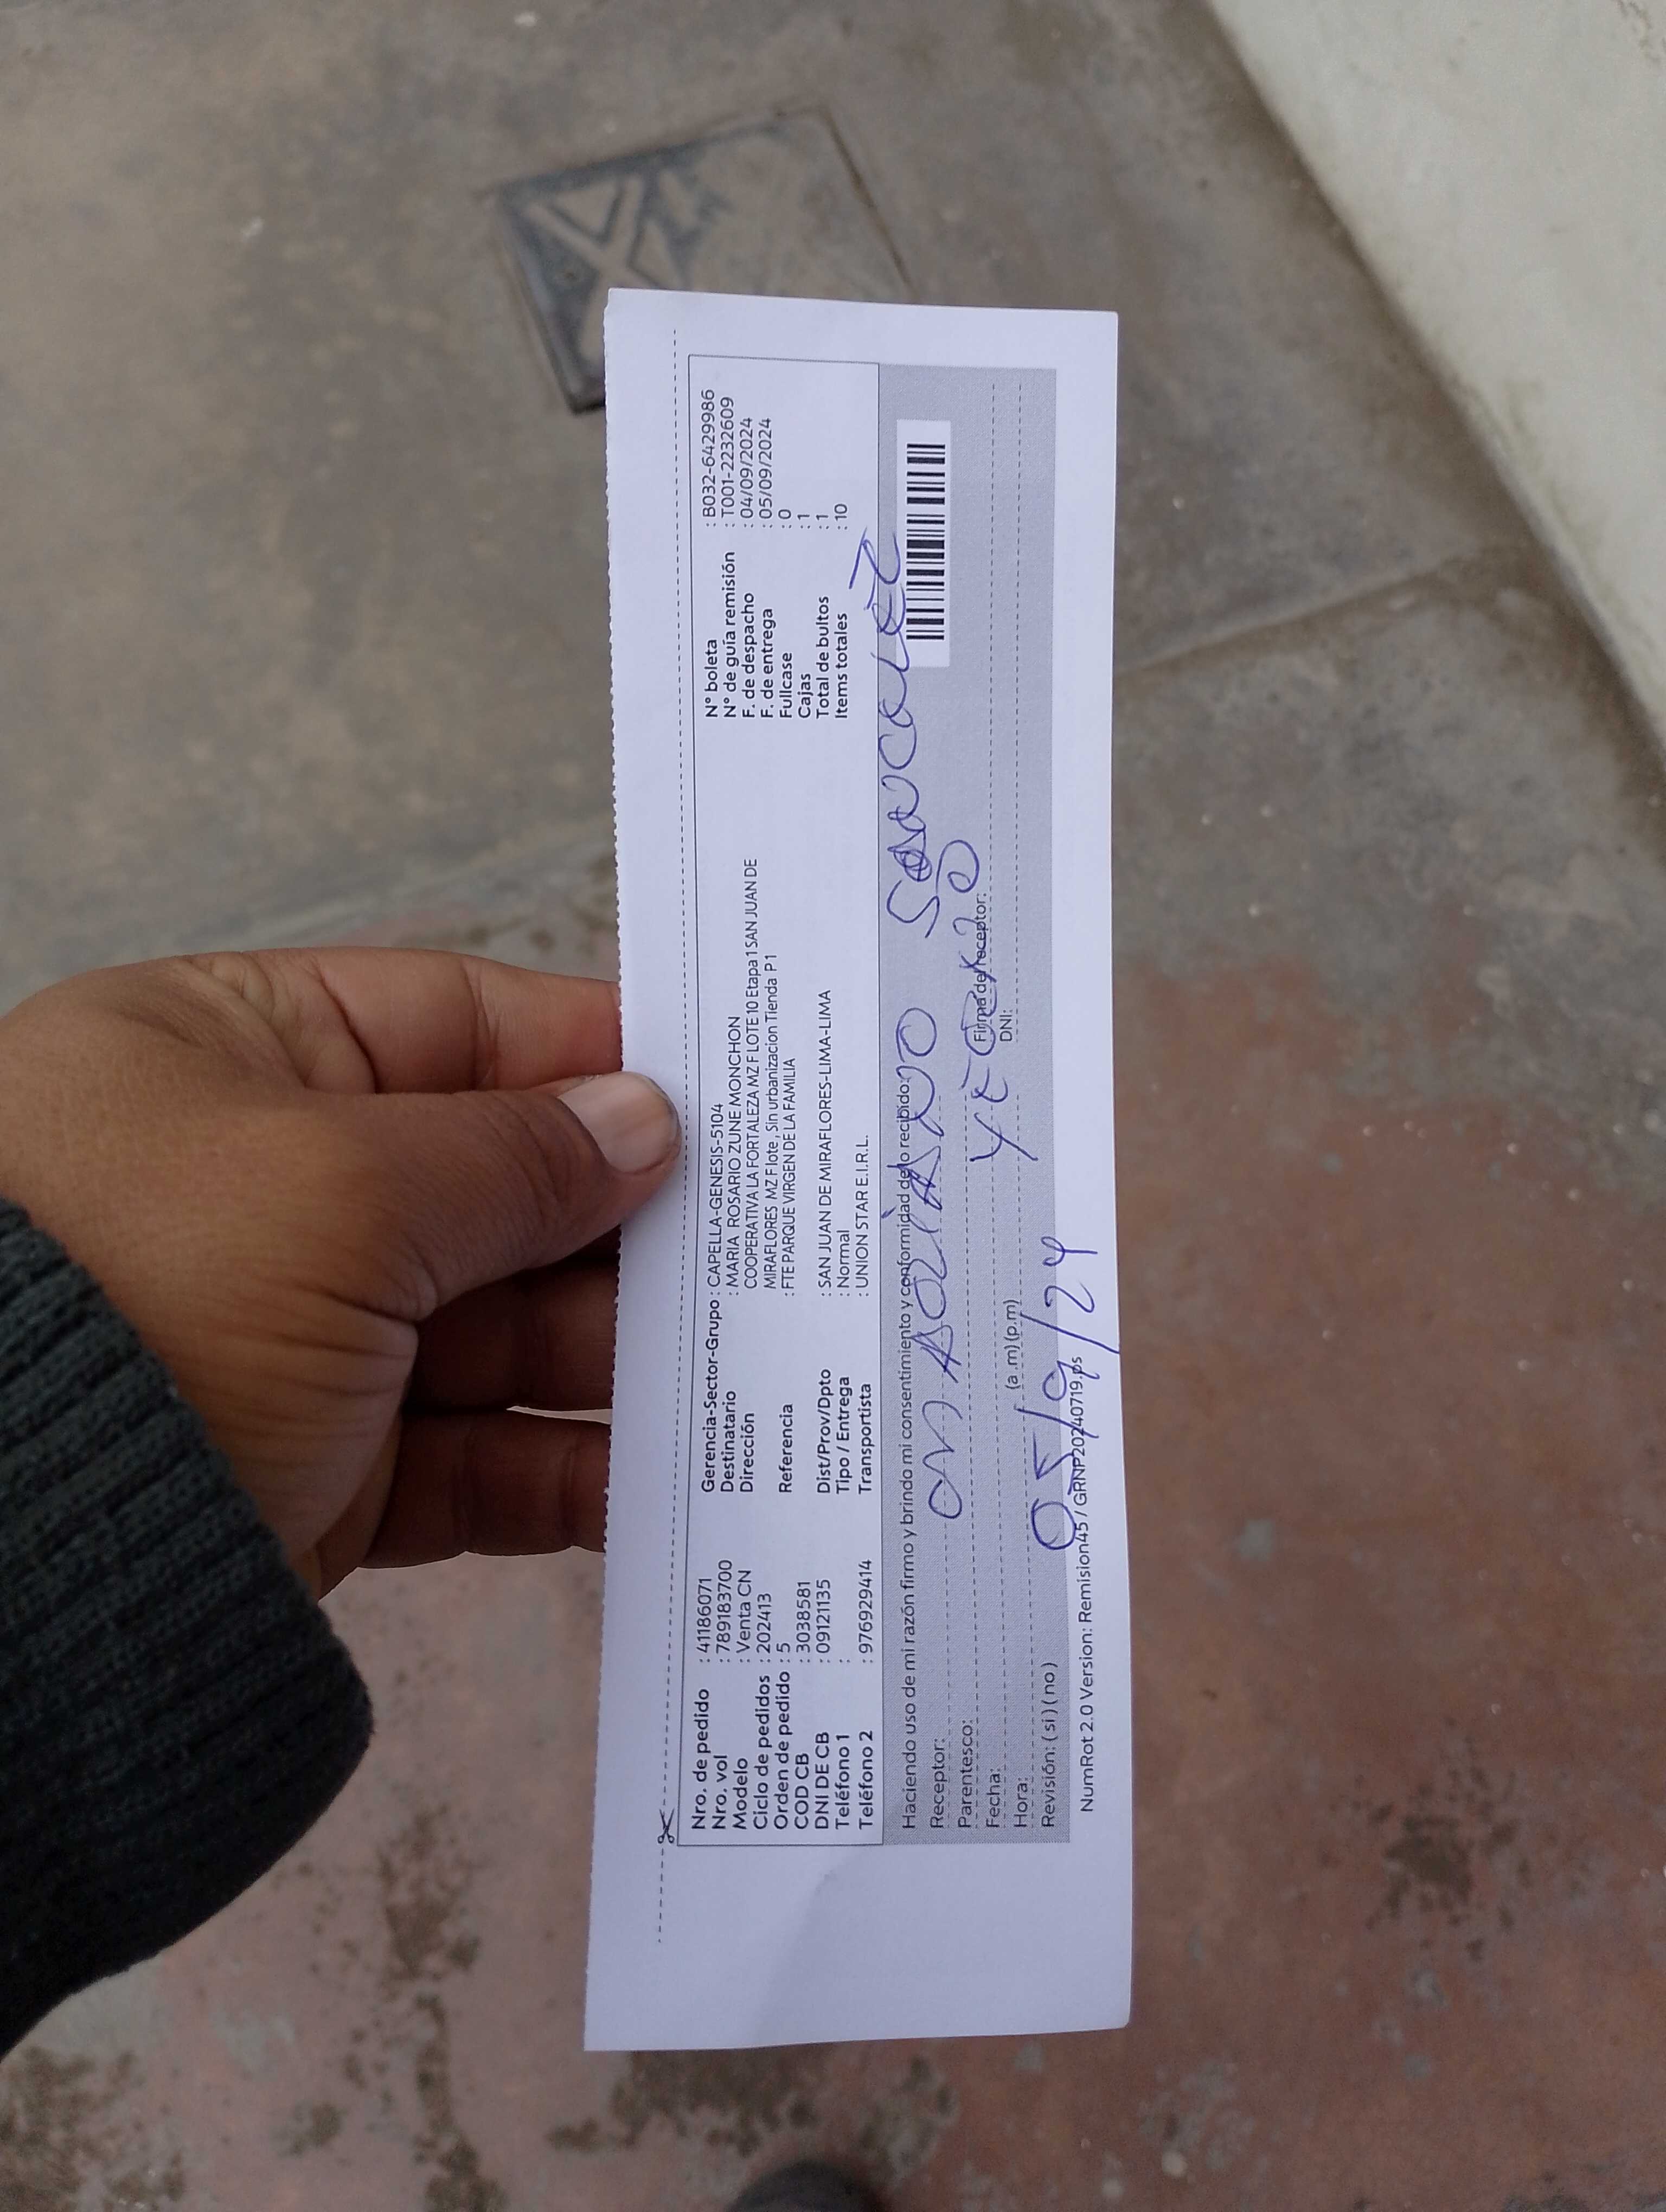 Nro. de pedido : 41186071
Nro. vol : 789183700
Modelo : Venta CN
Ciclo de pedidos : 202413
Orden de pedido : 5
COD CB : 3038581
DNI DE CB : 09121135
Teléfono 1 :
Teléfono 2 : 976929414
Gerencia-Sector-Grupo : CAPELLA-GENESIS-5104
Destinatario : MARIA ROSARIO ZUNE MONCHON
Dirección COOPERATIVA LA FORTALEZA MZ F LOTE 10 Etapa 1 SAN JUAN DE
MIRAFLORES MZ F lote , Sin urbanizacion Tienda P1
Referencia : FTE PARQUE VIRGEN DE LA FAMILIA
Dist/Prov/Dpto : SAN JUAN DE MIRAFLORES-LIMA-LIMA
Tipo / Entrega : Normal
Transportista : UNION STAR E.I.R.L.
N° boleta : B032-6429986
N° de guía remisión : T001-2232609
F. de despacho : 04/09/2024
F. de entrega : 05/09/2024
Fullcase : 0
Cajas : 1
Total de bultos : 1
Items totales : 10
Haciendo uso de mi razón firmo y brindo mi consentimiento y conformidad de lo recibido:
Receptor:
Parentesco:
Fecha:
Firma de receptor:
Hora: (a .m) (p.m)
DNI:
Revisión: ( si ) ( no )
05/9/24
NumRot 2.0 Version: Remision45 / GRNP20240719.ps